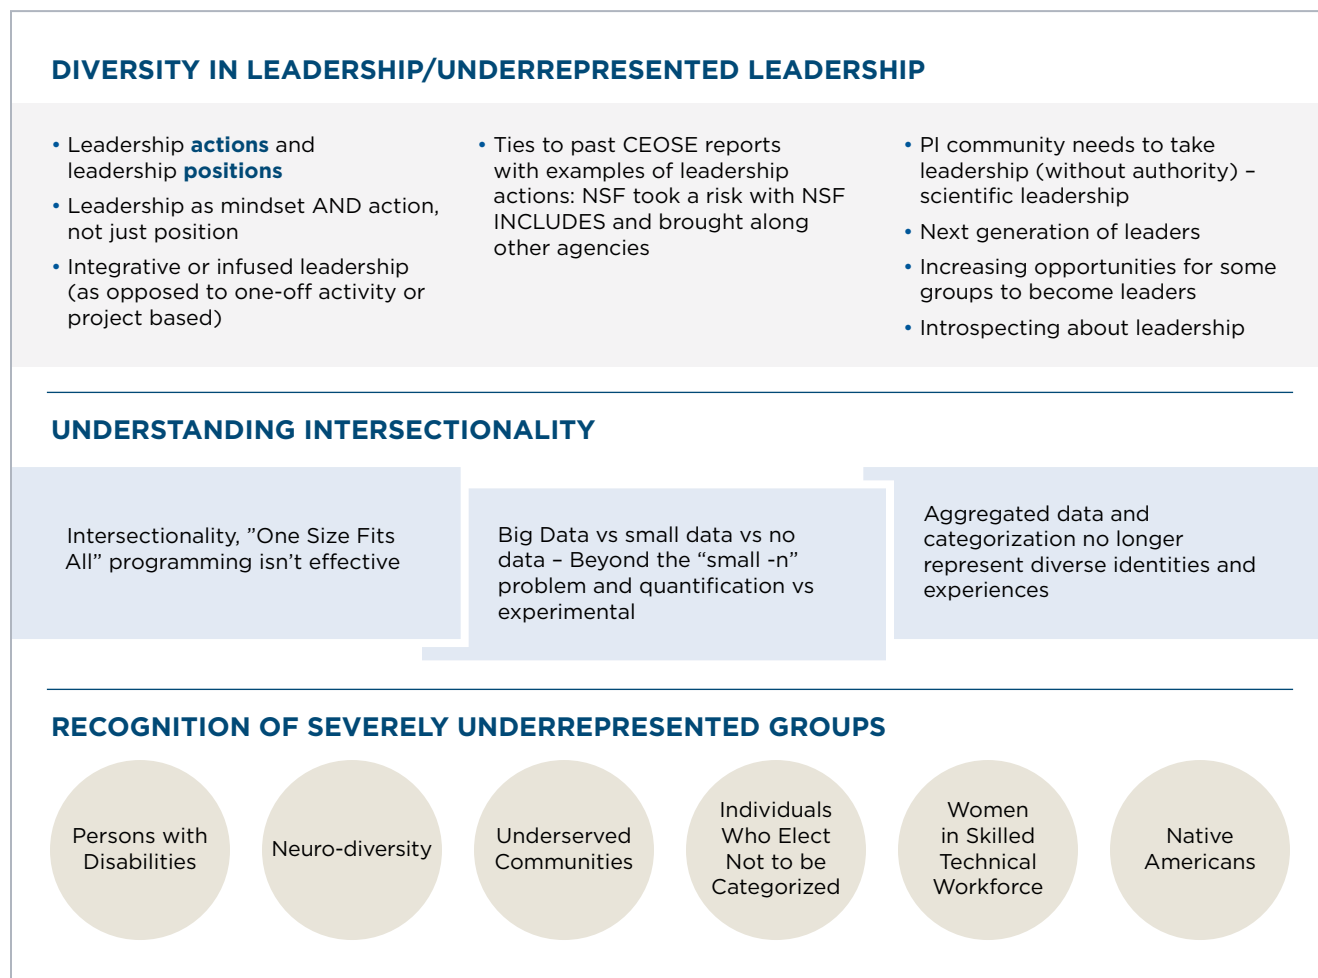 DIVERSITY IN LEADERSHIP/UNDERREPRESENTED LEADERSHIP
• Leadership actions and
leadership positions
• Leadership as mindset AND action,
not just position
• Integrative or infused leadership
(as opposed to one-off activity or
project based)
• Ties to past CEOSE reports
with examples of leadership
actions: NSF took a risk with NSF
INCLUDES and brought along
other agencies
• PI community needs to take
leadership (without authority) –
scientific leadership
• Next generation of leaders
• Increasing opportunities for some
groups to become leaders
• Introspecting about leadership
UNDERSTANDING INTERSECTIONALITY
Intersectionality, ”One Size Fits
All” programming isn’t effective
Big Data vs small data vs no
data – Beyond the “small -n”
problem and quantification vs
experimental
Aggregated data and
categorization no longer
represent diverse identities and
experiences
RECOGNITION OF SEVERELY UNDERREPRESENTED GROUPS
Persons with
Disabilities
Neuro-diversity
Underserved
Communities
Individuals
Who Elect
Not to be
Categorized
Women
in Skilled
Technical
Workforce
Native
Americans